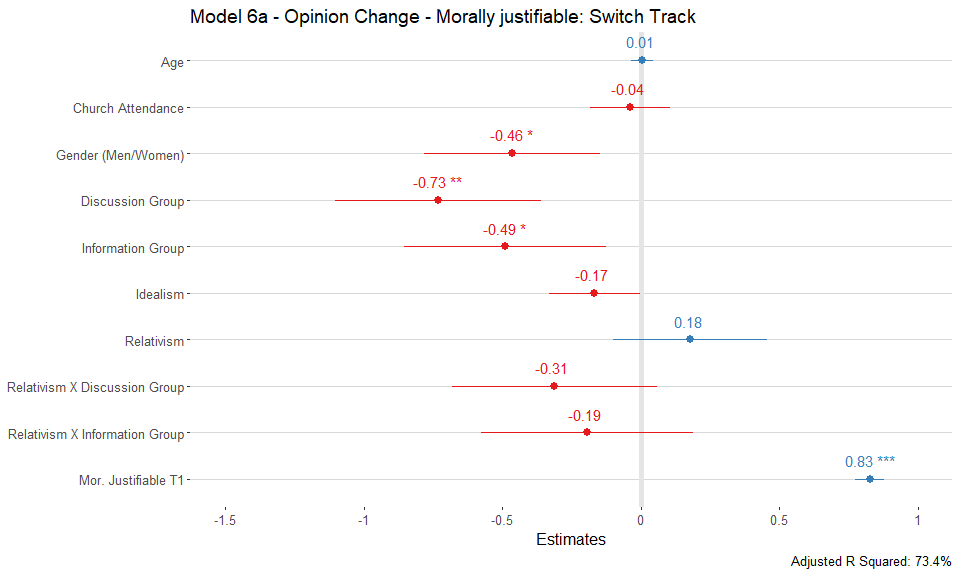 Model 6a - Opinion Change - Morally justifiable: Switch Track
Age
0.01
Church Attendance
-0.04
Gender (Men/Women)
-0.46 *
Discussion Group
-0.73 **
Information Group
-0.49 *
Idealism
-0.17
Relativism
0.18
Relativism X Discussion Group
-0.31
Relativism X Information Group
-0.19
Mor. Justifiable T1
0.83 ***
-1.5 -1 -0.5 0 0.5 1
Estimates
Adjusted R Squared: 73.4%